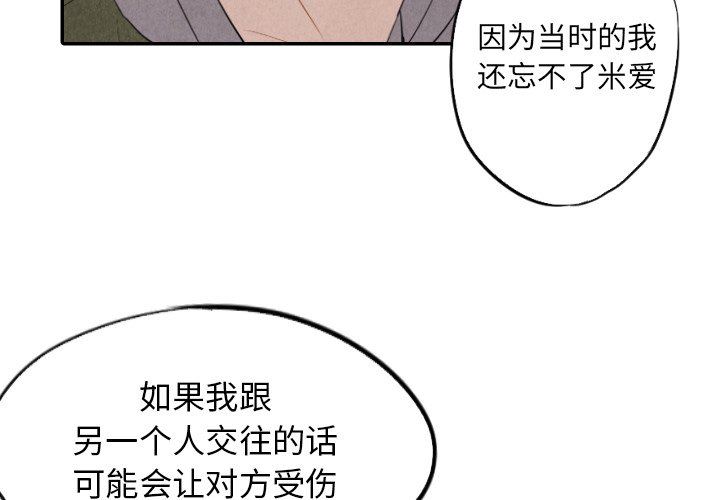 因为当时的我
还忘不了米爱
如果我跟
另一个人交往的话
可能会让对方受伤